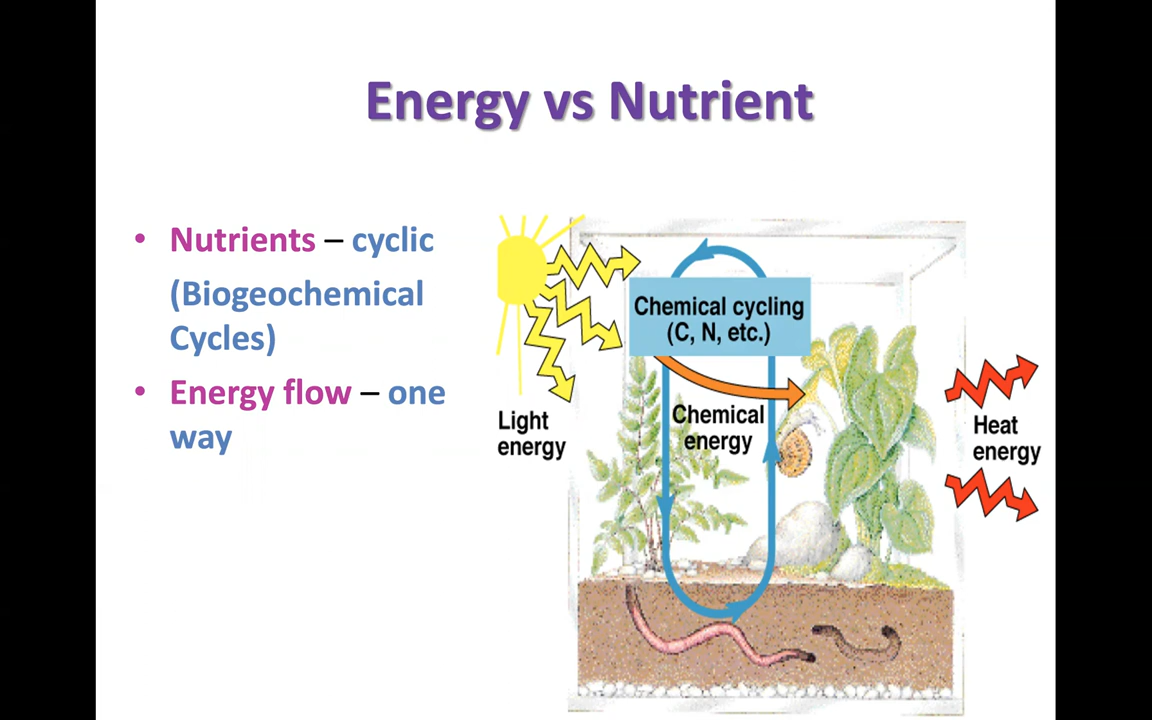 Energy vs Nutrient
• Nutrients – cyclic
(Biogeochemical
Cycles)
• Energy flow – one
way
Chemical cycling
(C, N, etc.)
Light
energy
Chemical
energy
Heat
energy